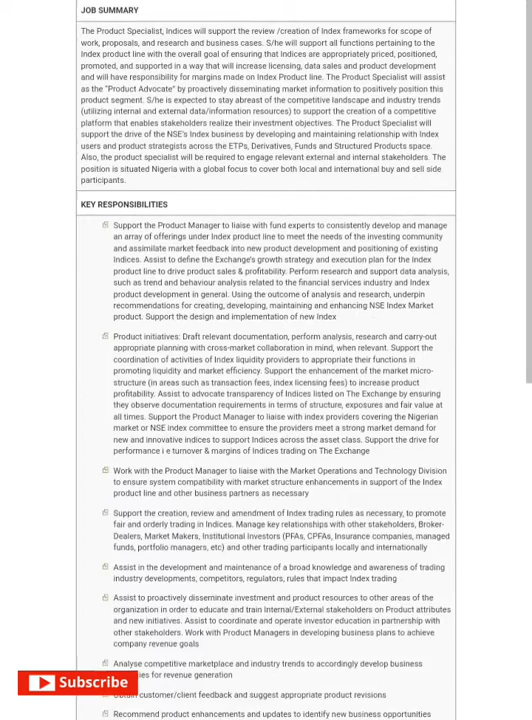 JOB SUMMARY
The Product Specialist, Indices will support the review /creation of Index frameworks for scope of
work, proposals, and research and business cases. S/he will support all functions pertaining to the
Index product line with the overall goal of ensuring that Indices are appropriately priced, positioned,
promoted, and supported in a way that will increase licensing, data sales and product development
and will have responsibility for margins made on Index Product line. The Product Specialist will assist
as the "Product Advocate" by proactively disseminating market information to positively position this
product segment. S/he is expected to stay abreast of the competitive landscape and industry trends
(utilizing internal and external data/information resources) to support the creation of a competitive
platform that enables stakeholders realize their investment objectives. The Product Specialist will
support the drive of the NSE's Index business by developing and maintaining relationship with Index
users and product strategists across the ETPs, Derivatives, Funds and Structured Products space.
Also, the product specialist will be required to engage relevant external and internal stakeholders. The
position is situated Nigeria with a global focus to cover both local and international buy and sell side
participants.
KEY RESPONSIBILITIES
Support the Product Manager to liaise with fund experts to consistently develop and manage
an array of offerings under Index product line to meet the needs of the investing community
and assimilate market feedback into new product development and positioning of existing
Indices. Assist to define the Exchange's growth strategy and execution plan for the Index
product line to drive product sales & profitability. Perform research and support data analysis,
such as trend and behaviour analysis related to the financial services industry and Index
product development in general. Using the outcome of analysis and research, underpin
recommendations for creating, developing, maintaining and enhancing NSE Index Market
product. Support the design and implementation of new Index
Product initiatives: Draft relevant documentation, perform analysis, research and carry-out
appropriate planning with cross-market collaboration in mind, when relevant. Support the
coordination of activities of Index liquidity providers to appropriate their functions in
promoting liquidity and market efficiency. Support the enhancement of the market micro-
structure (in areas such as transaction fees, index licensing fees) to increase product
profitability. Assist to advocate transparency of Indices listed on The Exchange by ensuring
they observe documentation requirements in terms of structure, exposures and fair value at
all times. Support the Product Manager to liaise with index providers covering the Nigerian
market or NSE index committee to ensure the providers meet a strong market demand for
new and innovative indices to support Indices across the asset class. Support the drive for
performance i e turnover & margins of Indices trading on The Exchange
Work with the Product Manager to liaise with the Market Operations and Technology Division
to ensure system compatibility with market structure enhancements in support of the Index
product line and other business partners as necessary
Support the creation, review and amendment of Index trading rules as necessary, to promote
fair and orderly trading in Indices. Manage key relationships with other stakeholders, Broker-
Dealers, Market Makers, Institutional Investors (PFAs, CPFAs, Insurance companies, managed
funds, portfolio managers, etc) and other trading participants locally and internationally
Assist in the development and maintenance of a broad knowledge and awareness of trading
industry developments, competitors, regulators, rules that impact Index trading
Assist to proactively disseminate investment and product resources to other areas of the
organization in order to educate and train Internal/External stakeholders on Product attributes
and new initiatives. Assist to coordinate and operate investor education in partnership with
other stakeholders. Work with Product Managers in developing business plans to achieve
company revenue goals
Analyse competitive marketplace and industry trends to accordingly develop business
for revenue generation
Subscribe
customer/client feedback and suggest appropriate product revisions
Recommend product enhancements and updates to identify new business opportunities